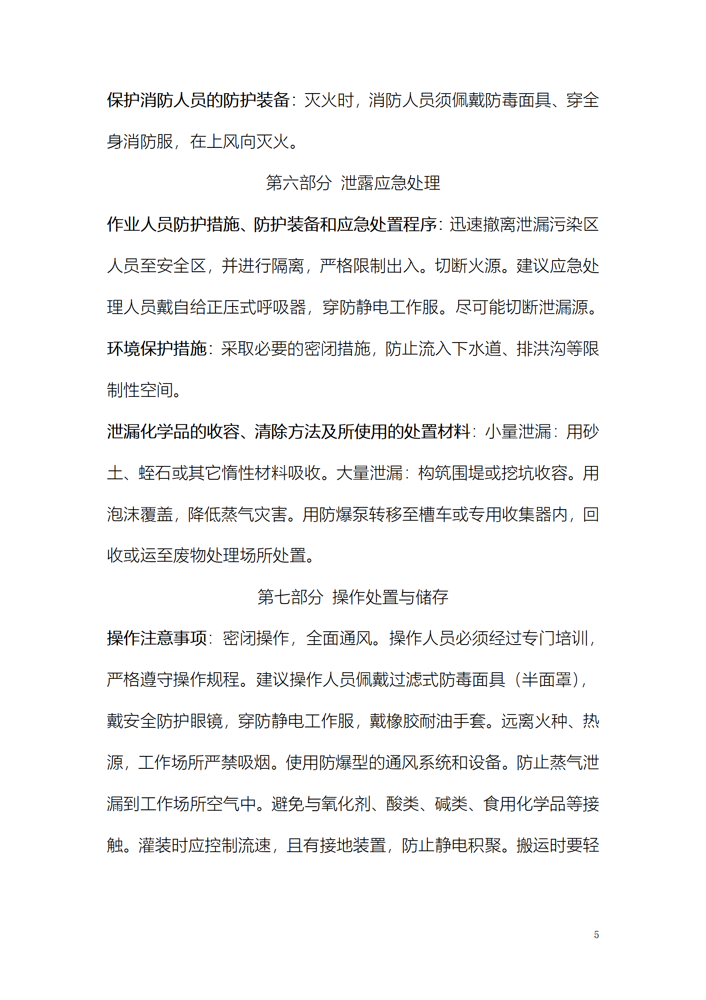 保护消防人员的防护装备：灭火时，消防人员须佩戴防毒面具、穿全
身消防服，在上风向灭火。
第六部分 泄露应急处理
作业人员防护措施、防护装备和应急处置程序：迅速撤离泄漏污染区
人员至安全区，并进行隔离，严格限制出入。切断火源。建议应急处
理人员戴自给正压式呼吸器，穿防静电工作服。尽可能切断泄漏源。
环境保护措施：采取必要的密闭措施，防止流入下水道、排洪沟等限
制性空间。
泄漏化学品的收容、清除方法及所使用的处置材料：小量泄漏：用砂
土、蛭石或其它惰性材料吸收。大量泄漏：构筑围堤或挖坑收容。用
泡沫覆盖，降低蒸气灾害。用防爆泵转移至槽车或专用收集器内，回
收或运至废物处理场所处置。
第七部分 操作处置与储存
操作注意事项：密闭操作，全面通风。操作人员必须经过专门培训，
严格遵守操作规程。建议操作人员佩戴过滤式防毒面具（半面罩），
戴安全防护眼镜，穿防静电工作服，戴橡胶耐油手套。远离火种、热
源，工作场所严禁吸烟。使用防爆型的通风系统和设备。防止蒸气泄
漏到工作场所空气中。避免与氧化剂、酸类、碱类、食用化学品等接
触。灌装时应控制流速，且有接地装置，防止静电积聚。搬运时要轻
5